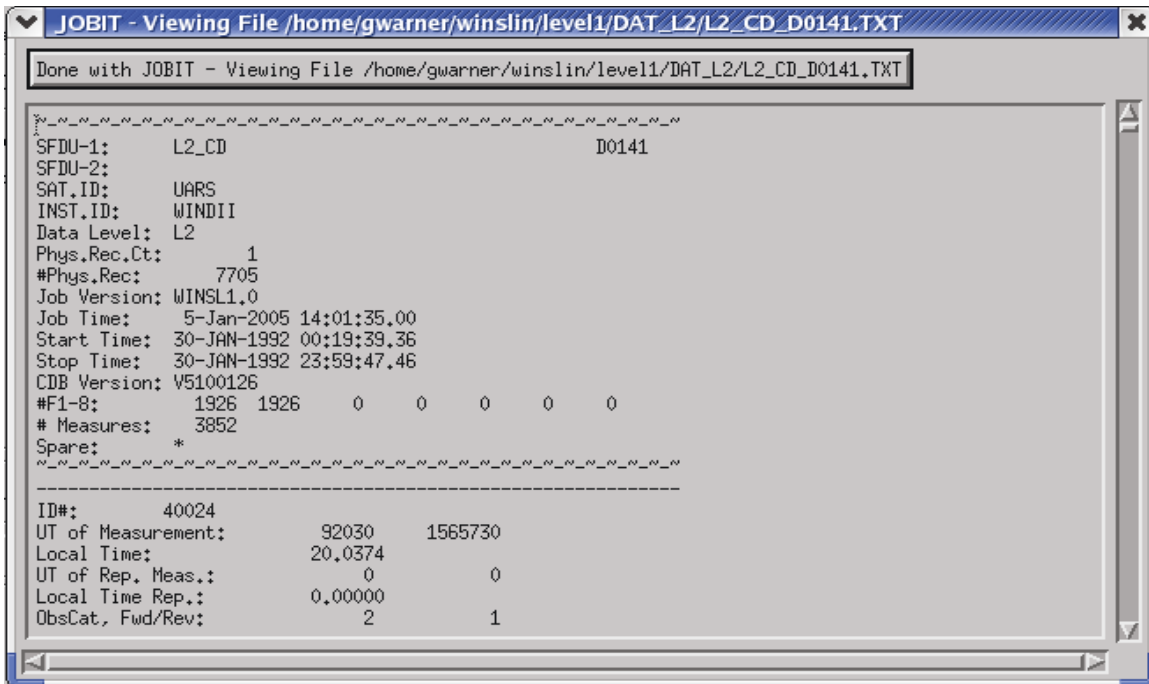 JOBIT - Viewing File /home/gwarner/winslin/level1/DAT_L2/L2_CD_D0141.TXT
Done with JOBIT - Viewing File /home/gwarner/winslin/level1/DAT_L2/L2_CD_D0141.TXT
~_~_~_~_~_~_~_~_~_~_~_~_~_~_~_~_~_~_~_~_~_~_~_~_~_~_~_~_~_~_~
SFDU-1: L2_CD D0141
SFDU-2:
SAT.ID: UARS
INST.ID: WINDII
Data Level: L2
Phys.Rec.Ct: 1
#Phys.Rec: 7705
Job Version: WINSL1.0
Job Time: 5-Jan-2005 14:01:35.00
Start Time: 30-JAN-1992 00:19:39.36
Stop Time: 30-JAN-1992 23:59:47.46
CDB Version: V5100126
#F1-8: 1926 1926 0 0 0 0 0
# Measures: 3852
Spare: *
~_~_~_~_~_~_~_~_~_~_~_~_~_~_~_~_~_~_~_~_~_~_~_~_~_~_~_~_~_~_~
-------------------------------------------------------------
ID#: 40024
UT of Measurement: 92030 1565730
Local Time: 20.0374
UT of Rep. Meas.: 0 0
Local Time Rep.: 0.00000
ObsCat, Fwd/Rev: 2 1